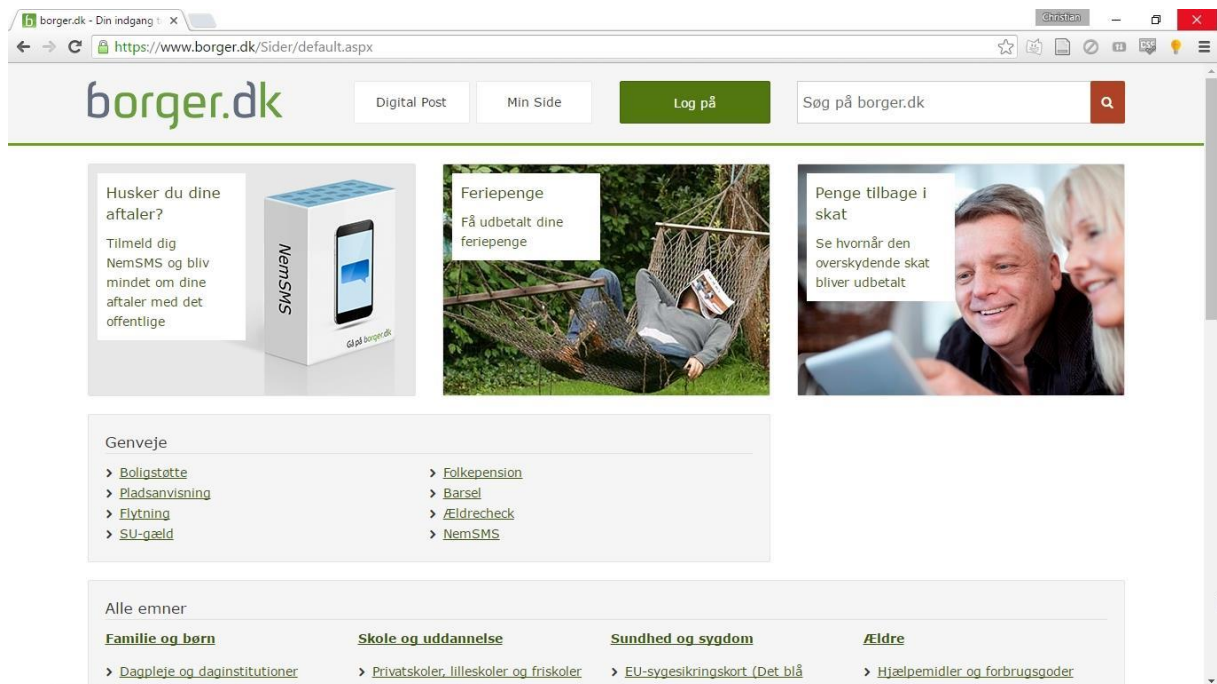 borger.dk - Din indgang t
Christian
https://www.borger.dk/Sider/default.aspx
borger.dk
Digital Post
Min Side
Log på
Søg på borger.dk
Husker du dine
aftaler?
Tilmeld dig
NemSMS og bliv
mindet om dine
aftaler med det
offentlige
NemSMS
Gå på borger.dk
Feriepenge
Få udbetalt dine
feriepenge
Penge tilbage i
skat
Se hvornår den
overskydende skat
bliver udbetalt
Genveje
Boligstøtte
Pladsanvisning
Flytning
SU-gæld
Folkepension
Barsel
Ældrecheck
NemSMS
Alle emner
Familie og børn
Dagpleje og daginstitutioner
Skole og uddannelse
Privatskoler, lilleskoler og friskoler
Sundhed og sygdom
EU-sygesikringskort (Det blå
Ældre
Hjælpemidler og forbrugsgoder